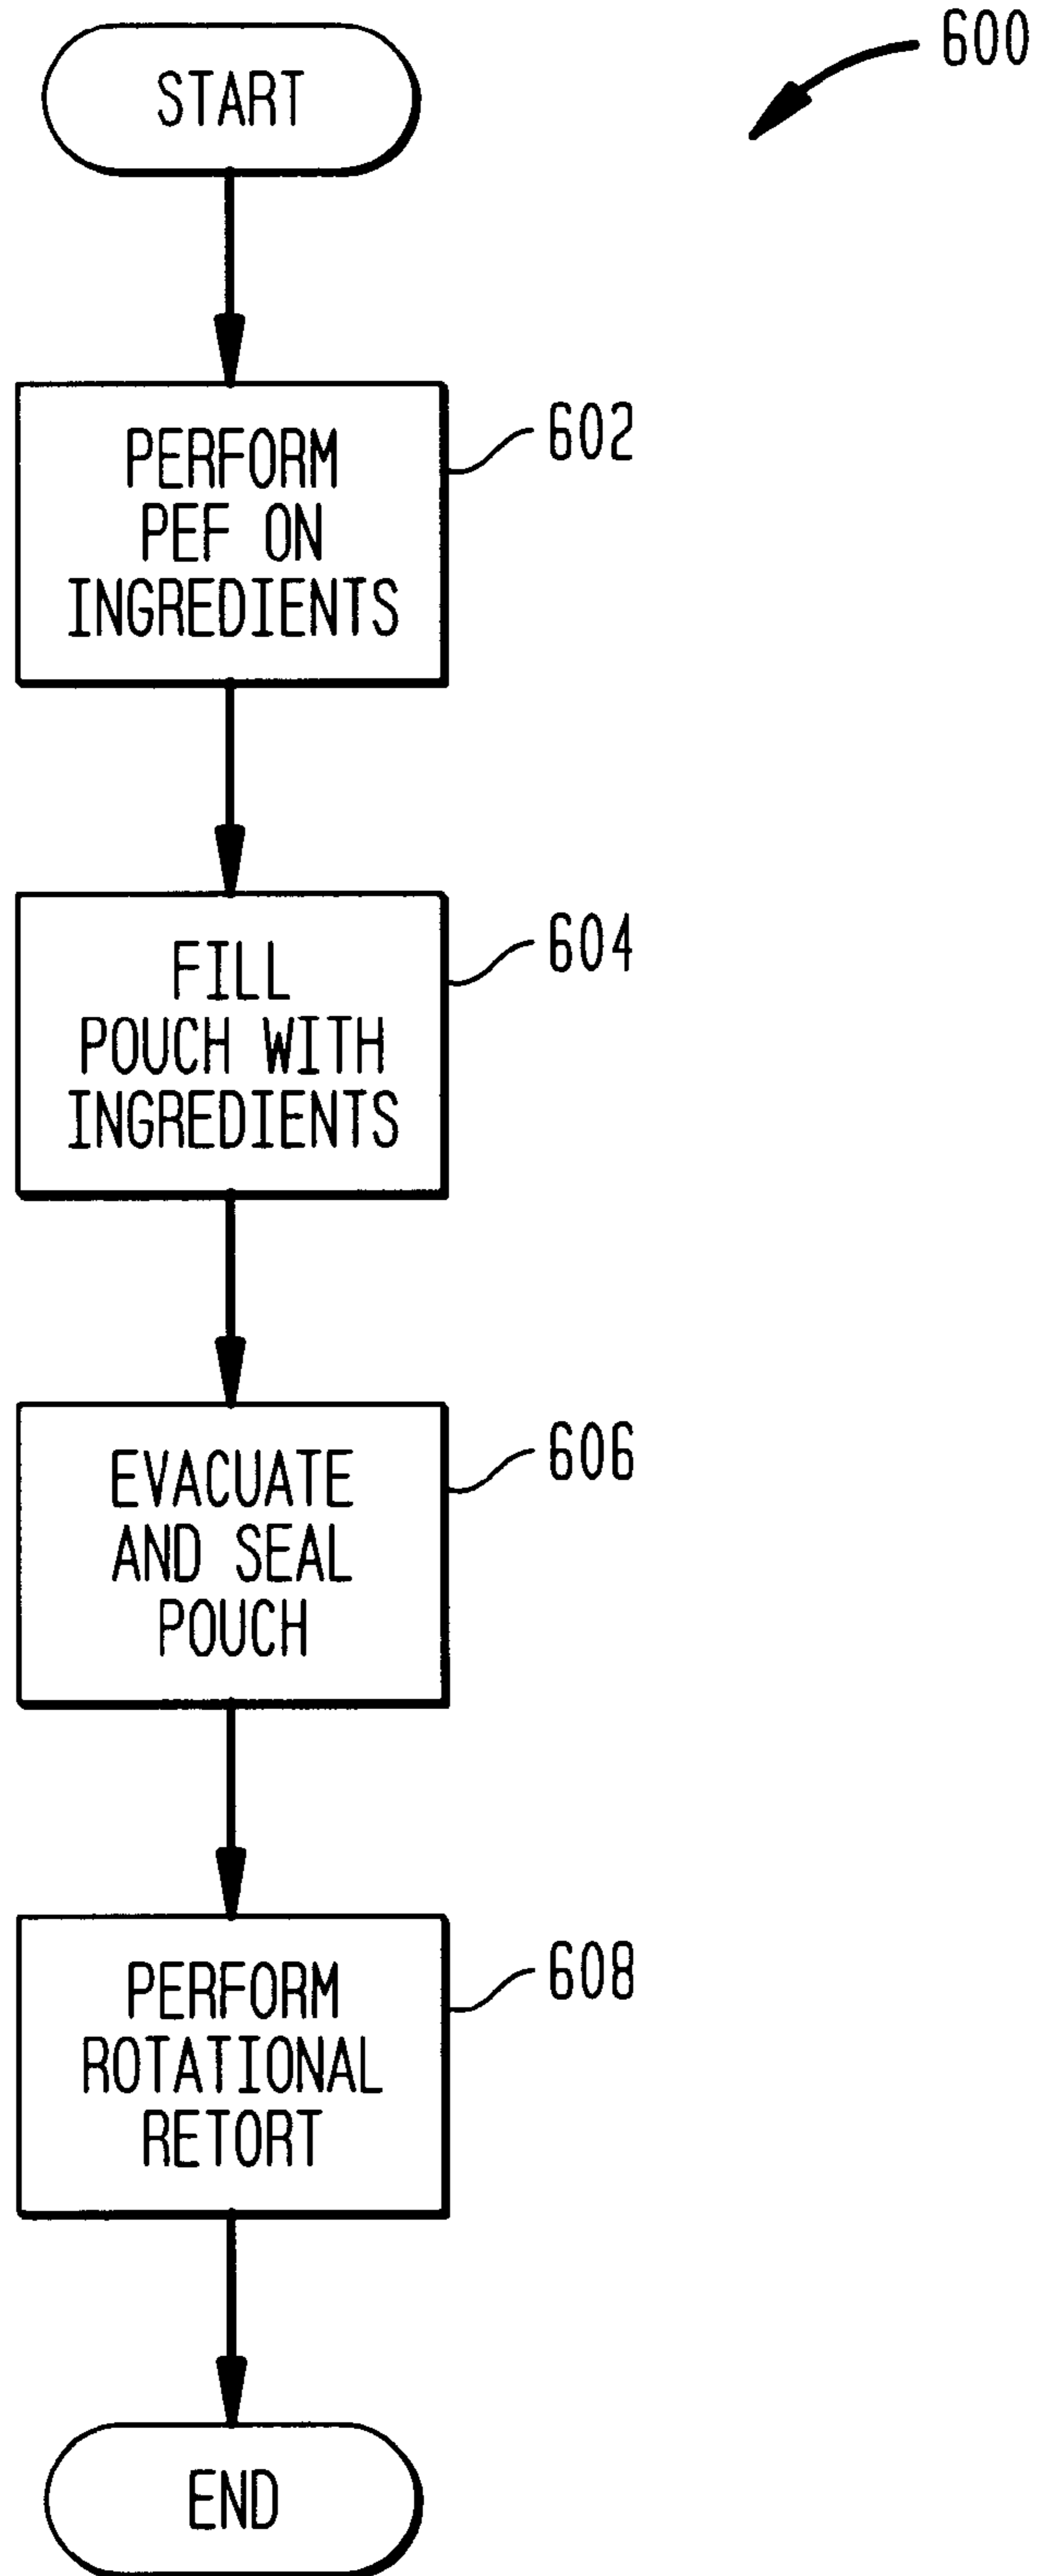 600
START
PERFORM
PEF ON
INGREDIENTS
602
FILL
POUCH WITH
INGREDIENTS
604
EVACUATE
AND SEAL
POUCH
606
PERFORM
ROTATIONAL
RETORT
608
END